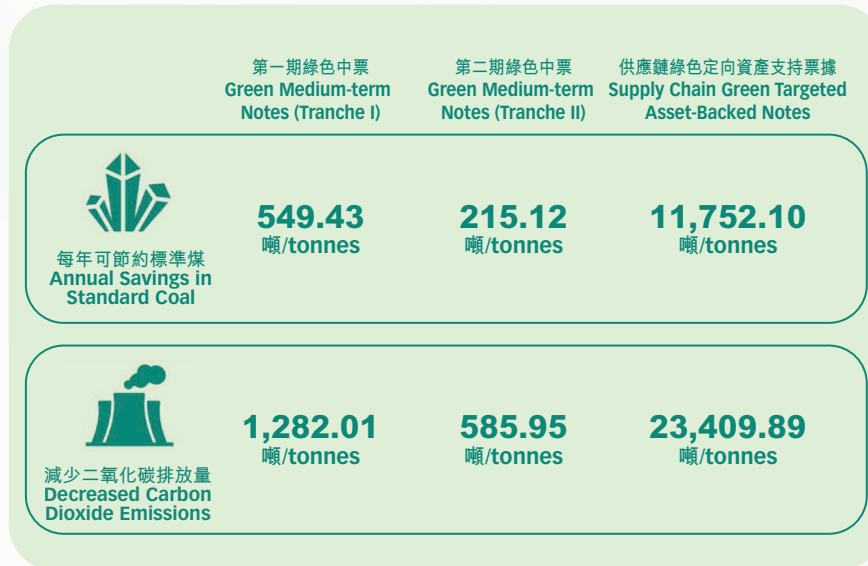 第一期綠色中票
Green Medium-term
Notes (Tranche I)
第二期綠色中票
Green Medium-term
Notes (Tranche II)
供應鏈綠色定向資產支持票據
Supply Chain Green Targeted
Asset-Backed Notes
每年可節約標準煤
Annual Savings in
Standard Coal
549.43
噸/tonnes
215.12
噸/tonnes
11,752.10
噸/tonnes
減少二氧化碳排放量
Decreased Carbon
Dioxide Emissions
1,282.01
噸/tonnes
585.95
噸/tonnes
23,409.89
噸/tonnes